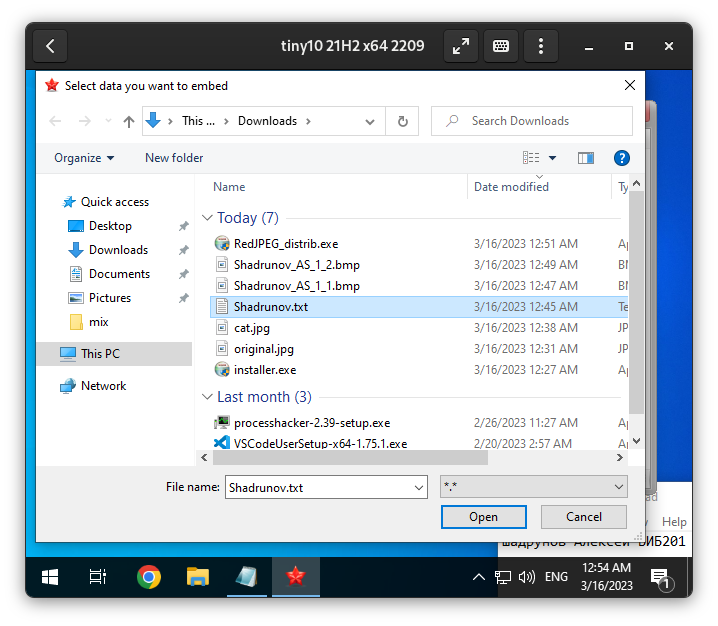 tiny10 21H2 x64 2209
Select data you want to embed
This ... Downloads
Search Downloads
Organize New folder
Name Date modified Ty
Quick access
Desktop
Downloads
Documents
Pictures
mix
This PC
Network
Today (7)
RedJPEG_distrib.exe 3/16/2023 12:51 AM Ap
Shadrunov_AS_1_2.bmp 3/16/2023 12:49 AM BM
Shadrunov_AS_1_1.bmp 3/16/2023 12:47 AM BM
Shadrunov.txt 3/16/2023 12:45 AM Te
cat.jpg 3/16/2023 12:38 AM JP
original.jpg 3/16/2023 12:31 AM JP
installer.exe 3/16/2023 12:27 AM Ap
Last month (3)
processhacker-2.39-setup.exe 2/26/2023 11:27 AM Ap
VSCodeUserSetup-x64-1.75.1.exe 2/20/2023 2:57 AM Ap
File name: Shadrunov.txt *.*
Open Cancel
ad
Help
Шадрунов Алексей БИБ201
ENG
12:54 AM
3/16/2023
1